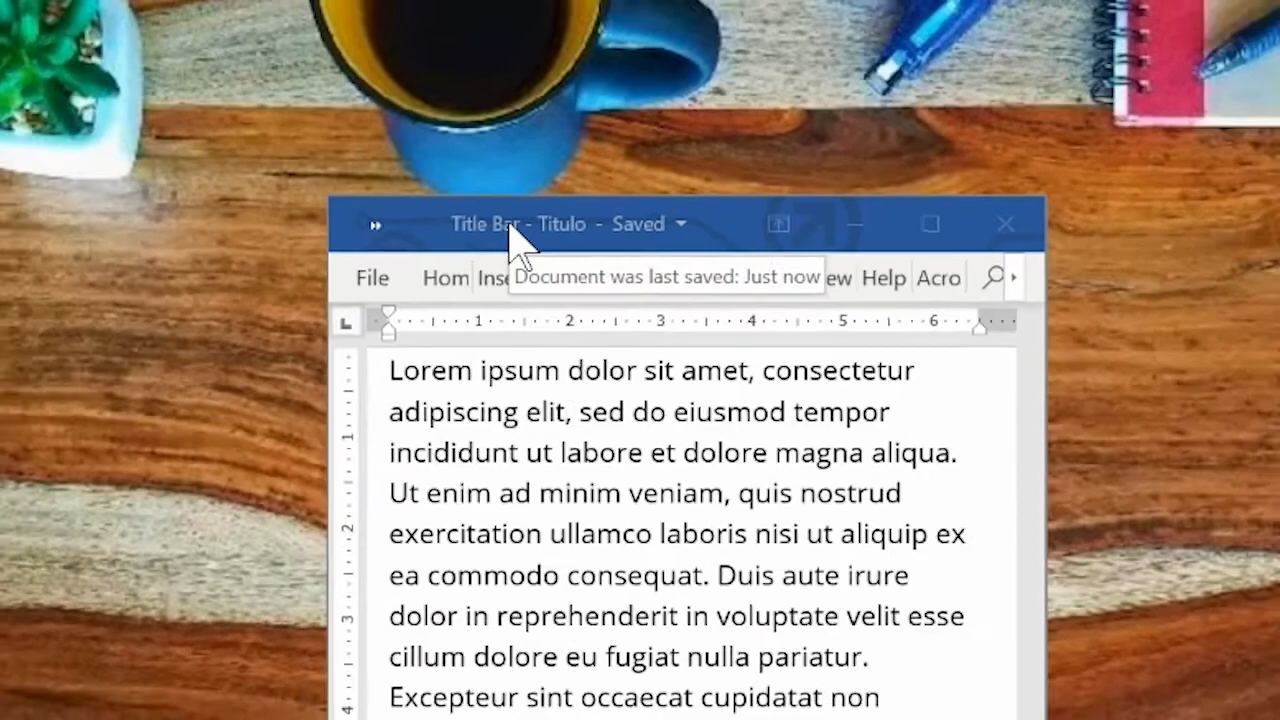 Title Bar - Titulo - Saved
File Hom Inse ew Help Acro
Document was last saved: Just now
1 2 3 4 5 6
Lorem ipsum dolor sit amet, consectetur
adipiscing elit, sed do eiusmod tempor
incididunt ut labore et dolore magna aliqua.
Ut enim ad minim veniam, quis nostrud
exercitation ullamco laboris nisi ut aliquip ex
ea commodo consequat. Duis aute irure
dolor in reprehenderit in voluptate velit esse
cillum dolore eu fugiat nulla pariatur.
Excepteur sint occaecat cupidatat non
1
2
3
4